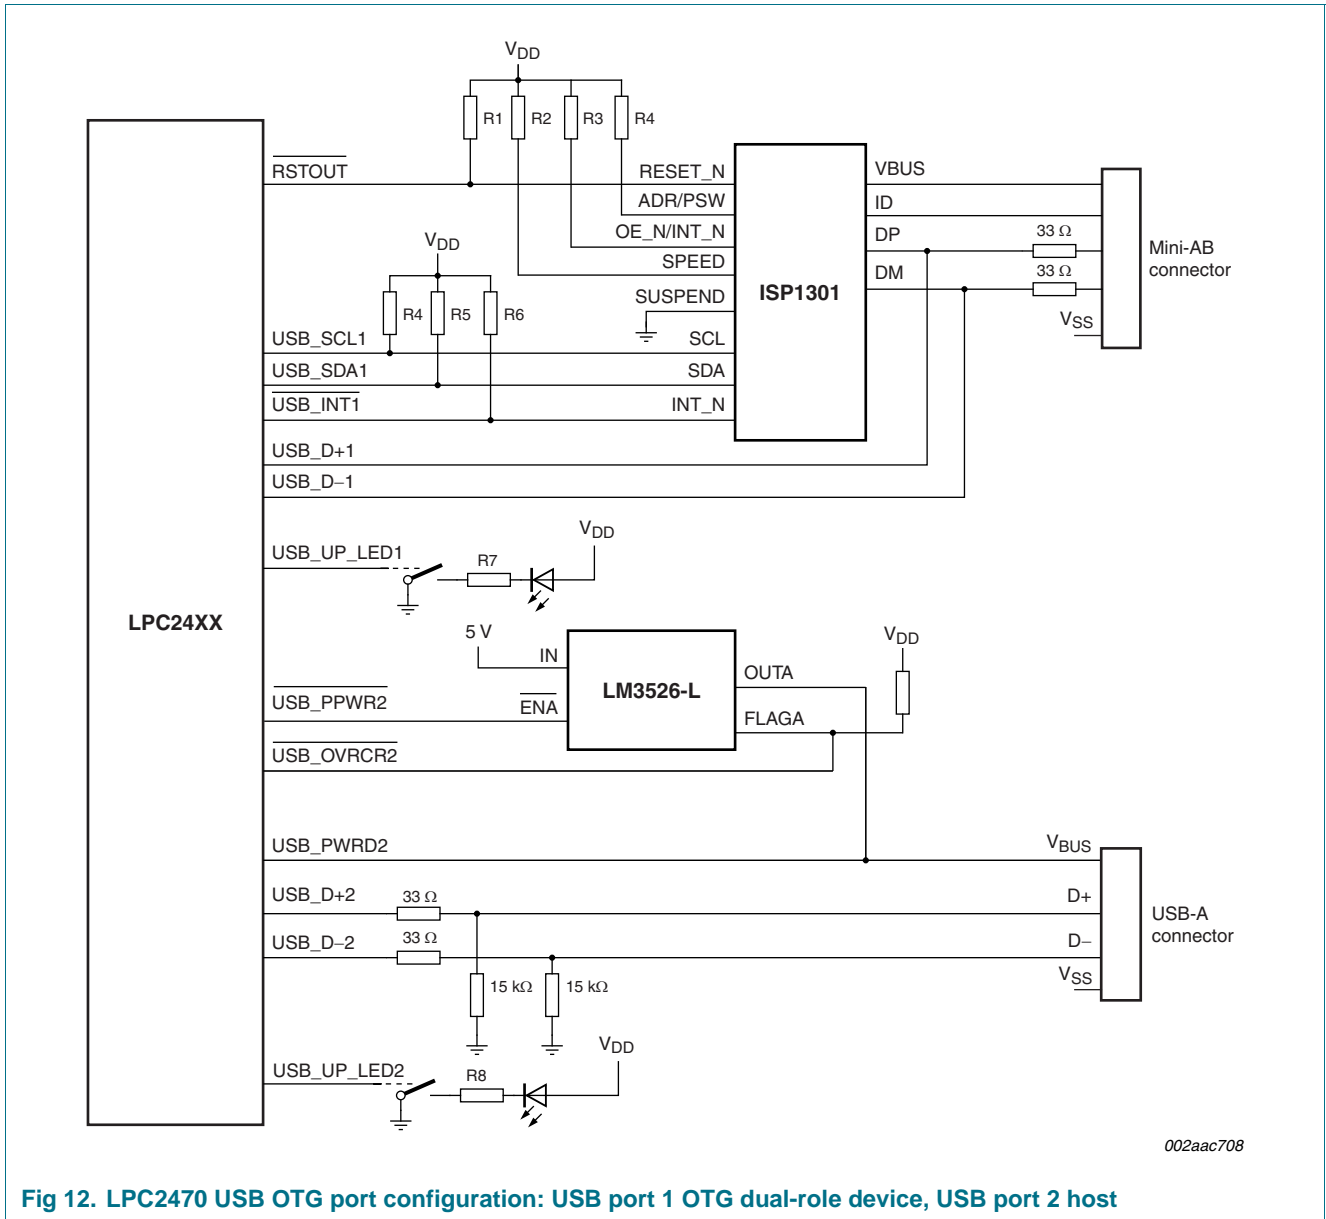 VDD
R1 R2 R3 R4
RSTOUT
RESET_N
VBUS
ADR/PSW
ID
OE_N/INT_N
DP
33 Ω
VDD
SPEED
DM
33 Ω
Mini-AB
connector
SUSPEND
ISP1301
R4 R5 R6
VSS
USB_SCL1
SCL
USB_SDA1
SDA
USB_INT1
INT_N
USB_D+1
USB_D−1
VDD
USB_UP_LED1
R7
LPC24XX
5 V
IN
VDD
LM3526-L
OUTA
USB_PPWR2
ENA
FLAGA
USB_OVRCR2
USB_PWRD2
VBUS
USB_D+2
33 Ω
D+
USB-A
connector
USB_D−2
33 Ω
D−
VSS
15 kΩ 15 kΩ
VDD
USB_UP_LED2
R8
002aac708
Fig 12. LPC2470 USB OTG port configuration: USB port 1 OTG dual-role device, USB port 2 host